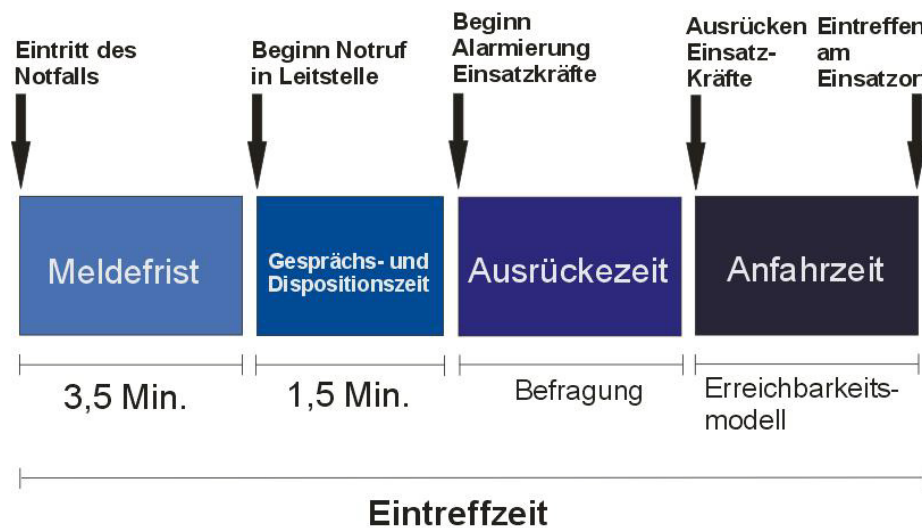 Eintritt des
Notfalls
Beginn Notruf
in Leitstelle
Beginn
Alarmierung
Einsatzkräfte
Ausrücken
Einsatz-
Kräfte
Eintreffen
am
Einsatzort
Meldefrist
Gesprächs- und
Dispositionszeit
Ausrückezeit
Anfahrzeit
3,5 Min.
1,5 Min.
Befragung
Erreichbarkeits-
modell
Eintreffzeit